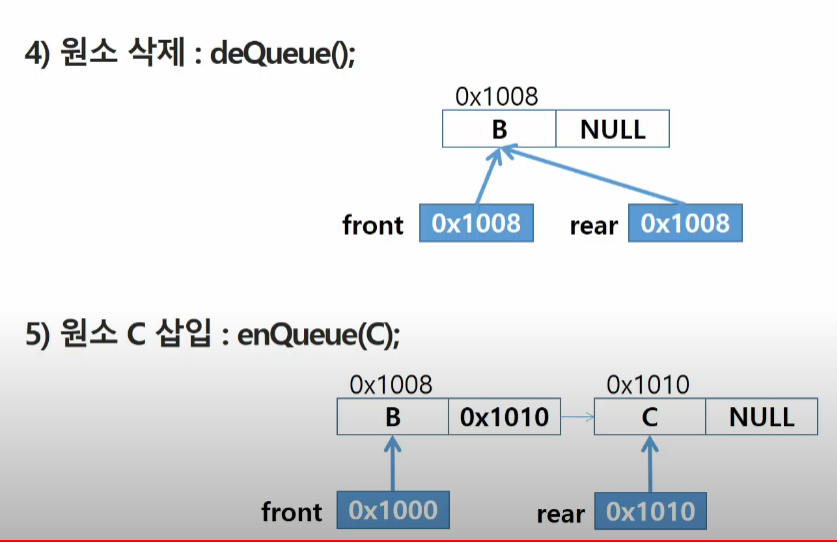 4) 원소 삭제 : deQueue();
0x1008
B NULL
front 0x1008 rear 0x1008
5) 원소 C 삽입 : enQueue(C);
0x1008 0x1010
B 0x1010 C NULL
front 0x1000 rear 0x1010